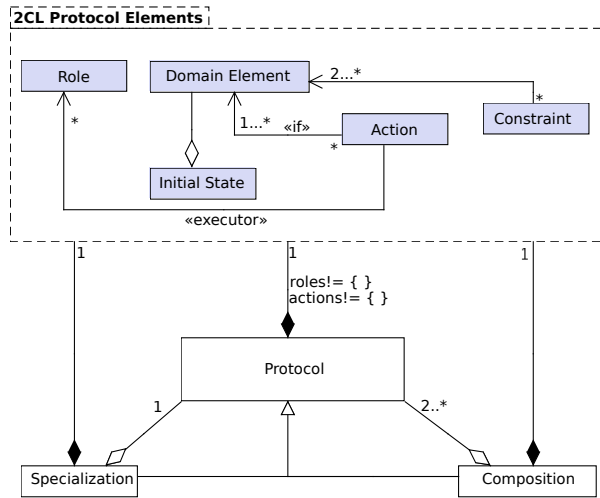 2CL Protocol Elements
Role
Domain Element
2...*
*
*
1...*
«if»
Action
*
Constraint
Initial State
«executor»
1
1
1
roles!= { }
actions!= { }
Protocol
1
2..*
Specialization
Composition